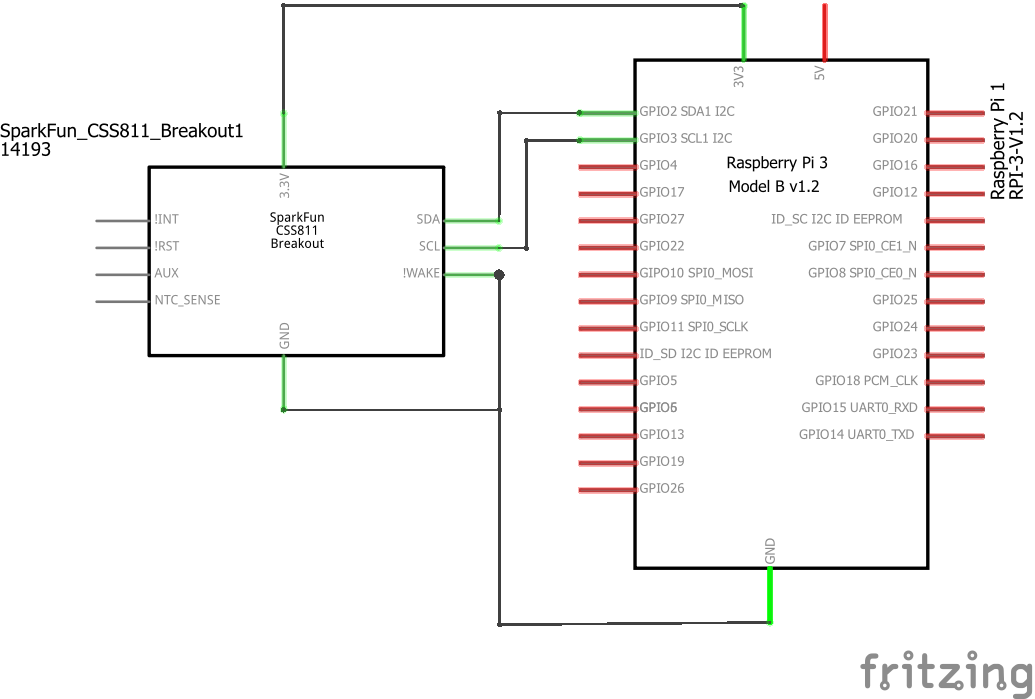 SparkFun_CSS811_Breakout1
14193
3.3V
SparkFun
CSS811
Breakout
!INT
!RST
AUX
NTC_SENSE
SDA
SCL
!WAKE
GND
3V3
5V
Raspberry Pi 3
Model B v1.2
GPIO2 SDA1 I2C
GPIO3 SCL1 I2C
GPIO4
GPIO17
GPIO27
GPIO22
GIPO10 SPI0_MOSI
GPIO9 SPI0_MISO
GPIO11 SPI0_SCLK
ID_SD I2C ID EEPROM
GPIO5
GPIO6
GPIO13
GPIO19
GPIO26
GPIO21
GPIO20
GPIO16
GPIO12
ID_SC I2C ID EEPROM
GPIO7 SPI0_CE1_N
GPIO8 SPI0_CE0_N
GPIO25
GPIO24
GPIO23
GPIO18 PCM_CLK
GPIO15 UART0_RXD
GPIO14 UART0_TXD
GND
Raspberry Pi 1
RPI-3-V1.2
fritzing